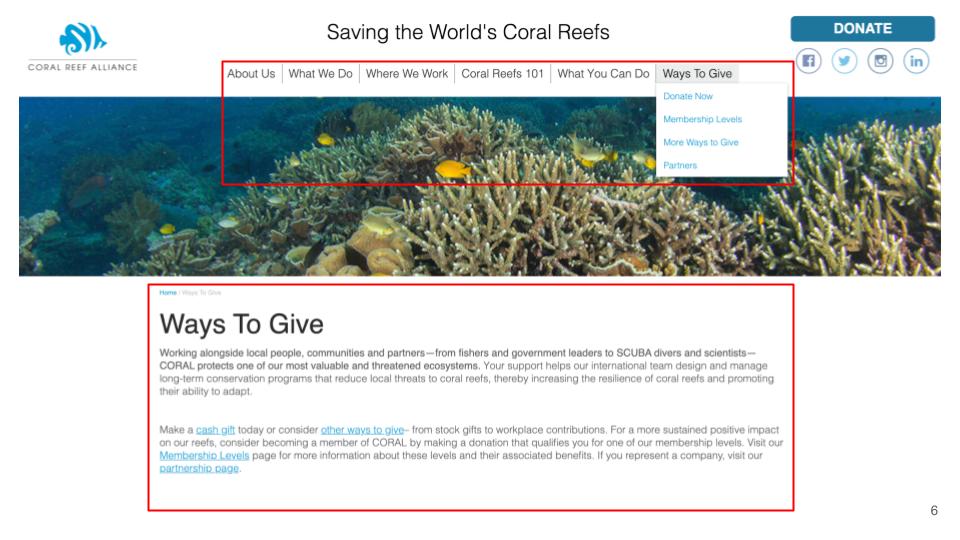 Saving the World's Coral Reefs
DONATE
CORAL REEF ALLIANCE
About Us
What We Do
Where We Work
Coral Reefs 101
What You Can Do
Ways To Give
Donate Now
Membership Levels
More Ways to Give
Partners
Home / Ways To Give
Ways To Give
Working alongside local people, communities and partners—from fishers and government leaders to SCUBA divers and scientists—
CORAL protects one of our most valuable and threatened ecosystems. Your support helps our international team design and manage
long-term conservation programs that reduce local threats to coral reefs, thereby increasing the resilience of coral reefs and promoting
their ability to adapt.
Make a cash gift today or consider other ways to give– from stock gifts to workplace contributions. For a more sustained positive impact
on our reefs, consider becoming a member of CORAL by making a donation that qualifies you for one of our membership levels. Visit our
Membership Levels page for more information about these levels and their associated benefits. If you represent a company, visit our
partnership page.
6